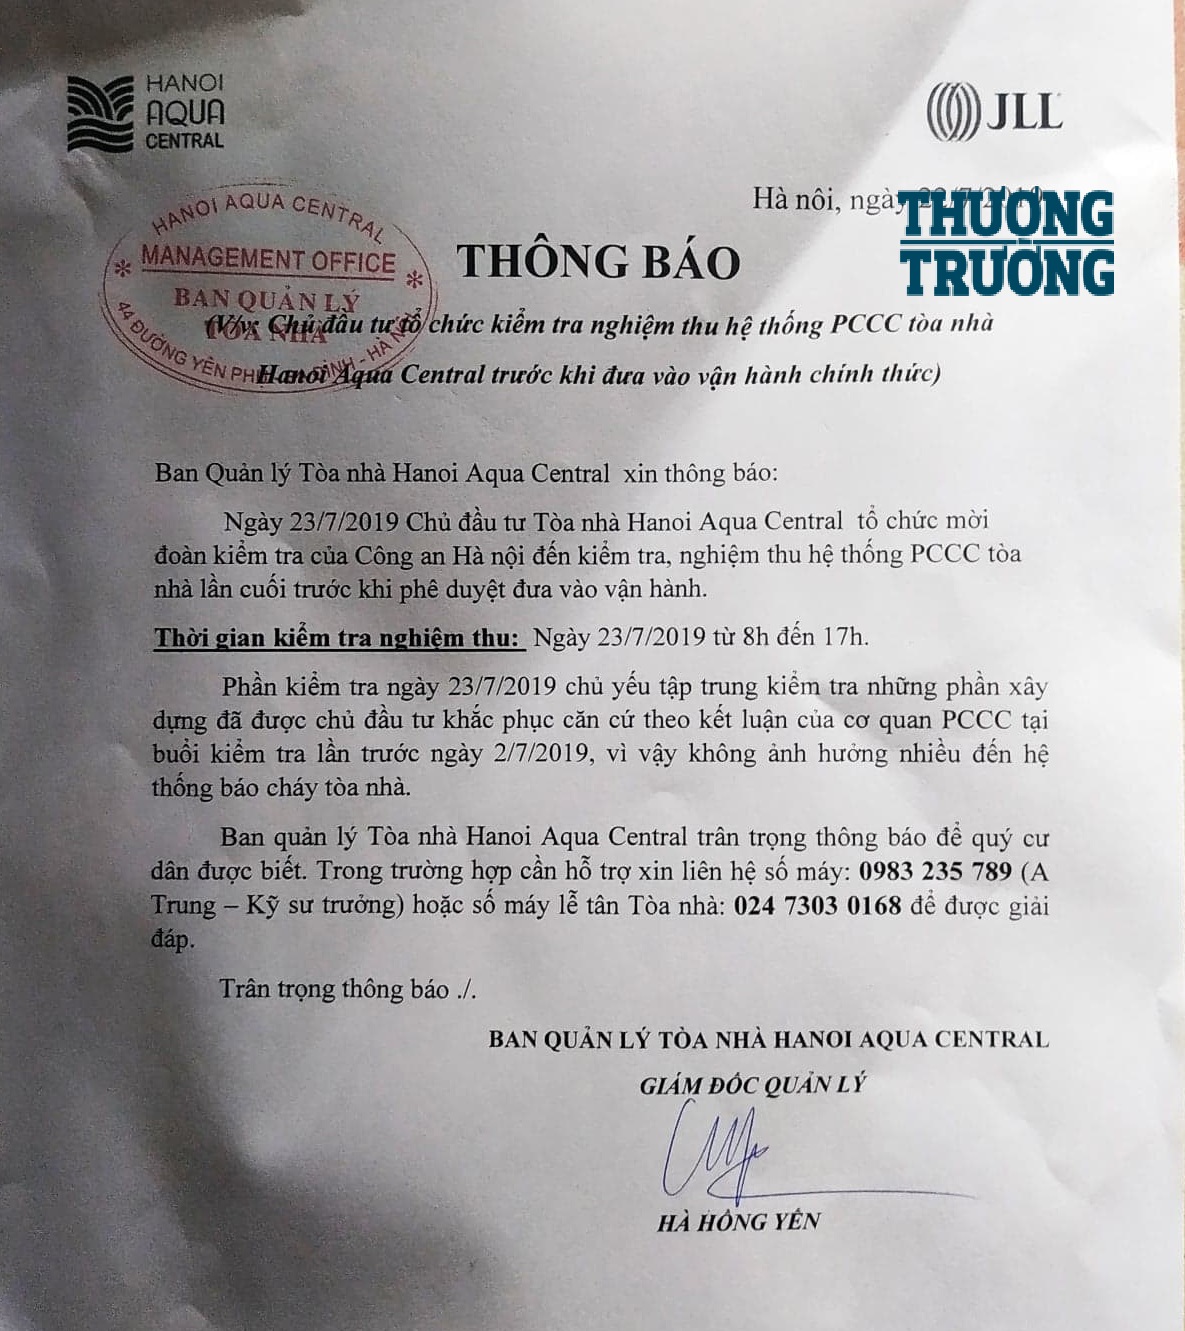 HANOI
AQUA
CENTRAL
JLL
Hà nôi, ngày
THƯƠNG
TRƯỜNG
HANOI AQUA CENTRAL
MANAGEMENT OFFICE
BAN QUẢN LÝ
TÒA NHÀ
44 ĐƯỜNG YÊN PH ĐÌNH - HÀ N
THÔNG BÁO
(V/v: Chủ đầu tư tổ chức kiểm tra nghiệm thu hệ thống PCCC tòa nhà
Hanoi Aqua Central trước khi đưa vào vận hành chính thức)
Ban Quản lý Tòa nhà Hanoi Aqua Central xin thông báo:
Ngày 23/7/2019 Chủ đầu tư Tòa nhà Hanoi Aqua Central tổ chức mời
đoàn kiểm tra của Công an Hà nội đến kiểm tra, nghiệm thu hệ thống PCCC tòa
nhà lần cuối trước khi phê duyệt đưa vào vận hành.
Thời gian kiểm tra nghiệm thu: Ngày 23/7/2019 từ 8h đến 17h.
Phần kiểm tra ngày 23/7/2019 chủ yếu tập trung kiểm tra những phần xây
dựng đã được chủ đầu tư khắc phục căn cứ theo kết luận của cơ quan PCCC tại
buổi kiểm tra lần trước ngày 2/7/2019, vì vậy không ảnh hưởng nhiều đến hệ
thống báo cháy tòa nhà.
Ban quản lý Tòa nhà Hanoi Aqua Central trân trọng thông báo để quý cư
dân được biết. Trong trường hợp cần hỗ trợ xin liên hệ số máy: 0983 235 789 (A
Trung – Kỹ sư trưởng) hoặc số máy lễ tân Tòa nhà: 024 7303 0168 để được giải
đáp.
Trân trọng thông báo ./.
BAN QUẢN LÝ TÒA NHÀ HANOI AQUA CENTRAL
GIÁM ĐỐC QUẢN LÝ
HÀ HỒNG YẾN